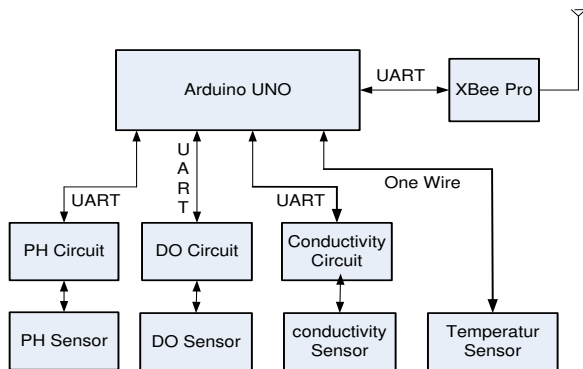 Arduino UNO
UART
XBee Pro
UART
UART
UART
One Wire
PH Circuit
DO Circuit
Conductivity
Circuit
PH Sensor
DO Sensor
conductivity
Sensor
Temperatur
Sensor